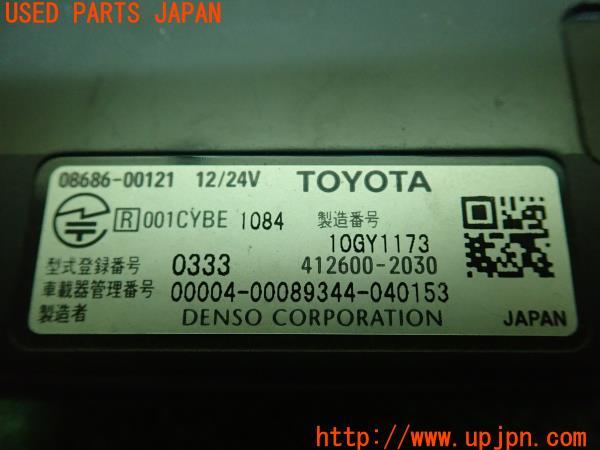 USED PARTS JAPAN
08686-00121 12/24V TOYOTA
R 001CYBE 1084 製造番号
10GY1173
型式登録番号 0333 412600-2030
車載器管理番号 00004-00089344-040153
製造者 DENSO CORPORATION JAPAN
UPJ
http://www.upjpn.com/